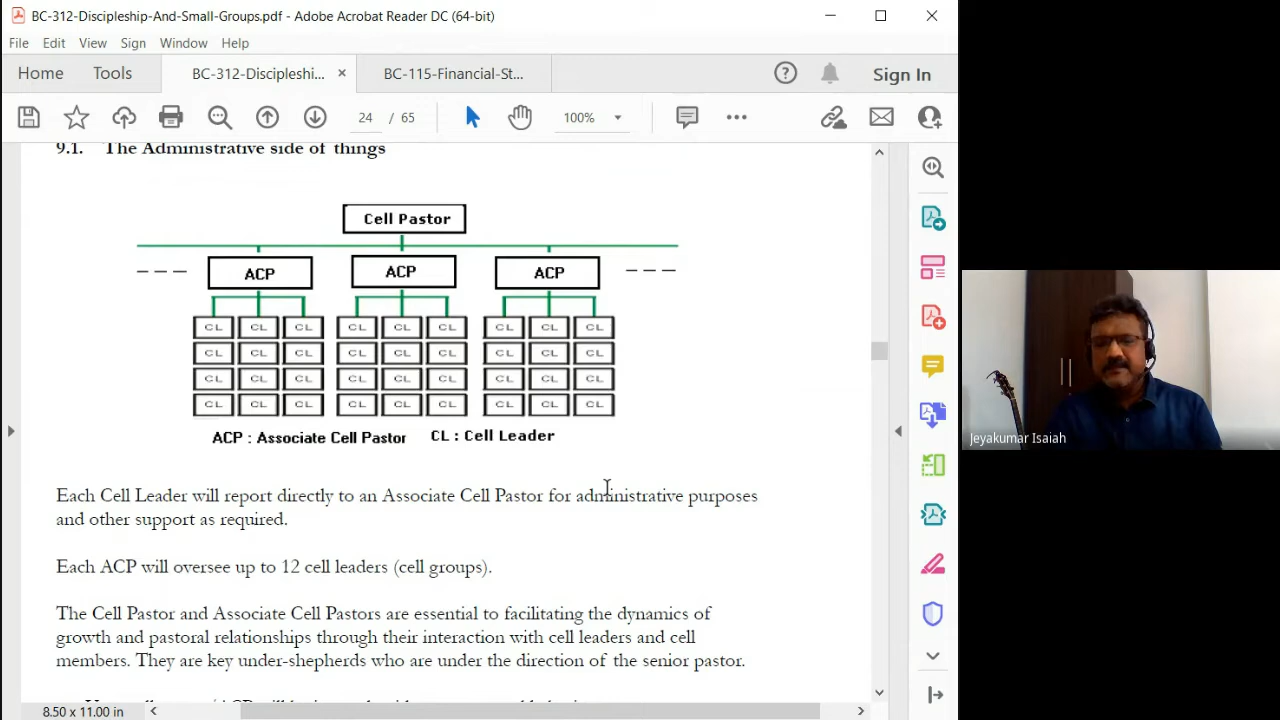 BC-312-Discipleship-And-Small-Groups.pdf - Adobe Acrobat Reader DC (64-bit)
File Edit View Sign Window Help
Home Tools BC-312-Discipleshi... × BC-115-Financial-St... Sign In
24 / 65 100%
9.1. The Administrative side of things
Cell Pastor
ACP ACP ACP
CL CL CL CL CL CL CL CL CL
CL CL CL CL CL CL CL CL CL
CL CL CL CL CL CL CL CL CL
CL CL CL CL CL CL CL CL CL
ACP : Associate Cell Pastor CL : Cell Leader
Each Cell Leader will report directly to an Associate Cell Pastor for administrative purposes
and other support as required.
Each ACP will oversee up to 12 cell leaders (cell groups).
The Cell Pastor and Associate Cell Pastors are essential to facilitating the dynamics of
growth and pastoral relationships through their interaction with cell leaders and cell
members. They are key under-shepherds who are under the direction of the senior pastor.
8.50 x 11.00 in
Jeyakumar Isaiah